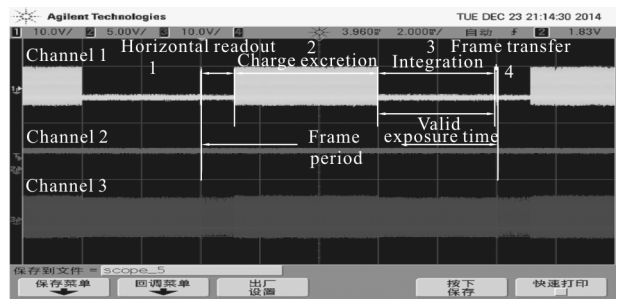 Agilent Technologies TUE DEC 23 21:14:30 2014
1 10.0V/ 2 5.00V/ 3 10.0V/ 4 3.960 2.000 自动 2 1.83V
Horizontal readout 2 3 Frame transfer
Channel 1 Charge excretion Integration
1 4
Valid
Channel 2 Frame exposure time
period
Channel 3
保存到文件 = scope_5
保存菜单 回调菜单 出厂设置 按下保存 快速打印